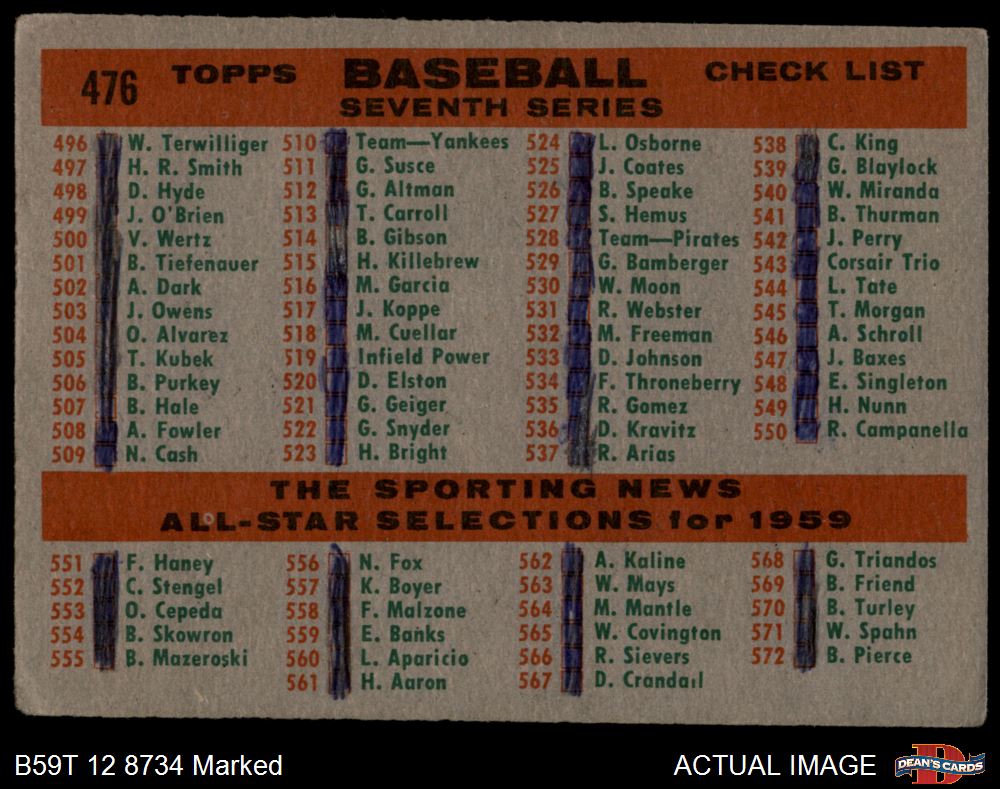 476 TOPPS BASEBALL CHECK LIST
SEVENTH SERIES
496 W. Terwilliger
497 H. R. Smith
498 D. Hyde
499 J. O'Brien
500 V. Wertz
501 B. Tiefenauer
502 A. Dark
503 J. Owens
504 O. Alvarez
505 T. Kubek
506 B. Purkey
507 B. Hale
508 A. Fowler
509 N. Cash
510 Team—Yankees
511 G. Susce
512 G. Altman
513 T. Carroll
514 B. Gibson
515 H. Killebrew
516 M. Garcia
517 J. Koppe
518 M. Cuellar
519 Infield Power
520 D. Elston
521 G. Geiger
522 G. Snyder
523 H. Bright
524 L. Osborne
525 J. Coates
526 B. Speake
527 S. Hemus
528 Team—Pirates
529 G. Bamberger
530 W. Moon
531 R. Webster
532 M. Freeman
533 D. Johnson
534 F. Throneberry
535 R. Gomez
536 D. Kravitz
537 R. Arias
538 C. King
539 G. Blaylock
540 W. Miranda
541 B. Thurman
542 J. Perry
543 Corsair Trio
544 L. Tate
545 T. Morgan
546 A. Schroll
547 J. Baxes
548 E. Singleton
549 H. Nunn
550 R. Campanella
THE SPORTING NEWS
ALL-STAR SELECTIONS for 1959
551 F. Haney
552 C. Stengel
553 O. Cepeda
554 B. Skowron
555 B. Mazeroski
556 N. Fox
557 K. Boyer
558 F. Malzone
559 E. Banks
560 L. Aparicio
561 H. Aaron
562 A. Kaline
563 W. Mays
564 M. Mantle
565 W. Covington
566 R. Sievers
567 D. Crandall
568 G. Triandos
569 B. Friend
570 B. Turley
571 W. Spahn
572 B. Pierce
B59T 12 8734 Marked
ACTUAL IMAGE
DEAN'S CARDS